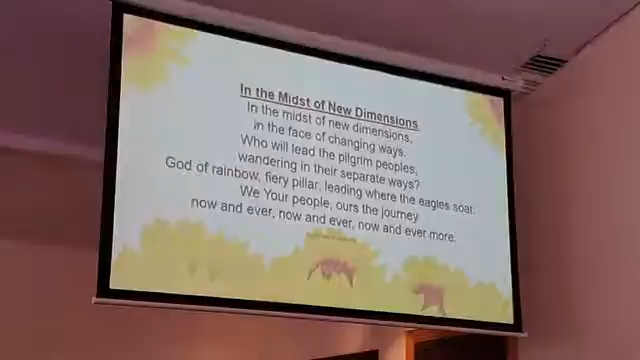 In the Midst of New Dimensions
In the midst of new dimensions,
in the face of changing ways.
Who will lead the pilgrim peoples,
wandering in their separate ways?
God of rainbow, fiery pillar, leading where the eagles soar.
We Your people, ours the journey
now and ever, now and ever, now and ever more.